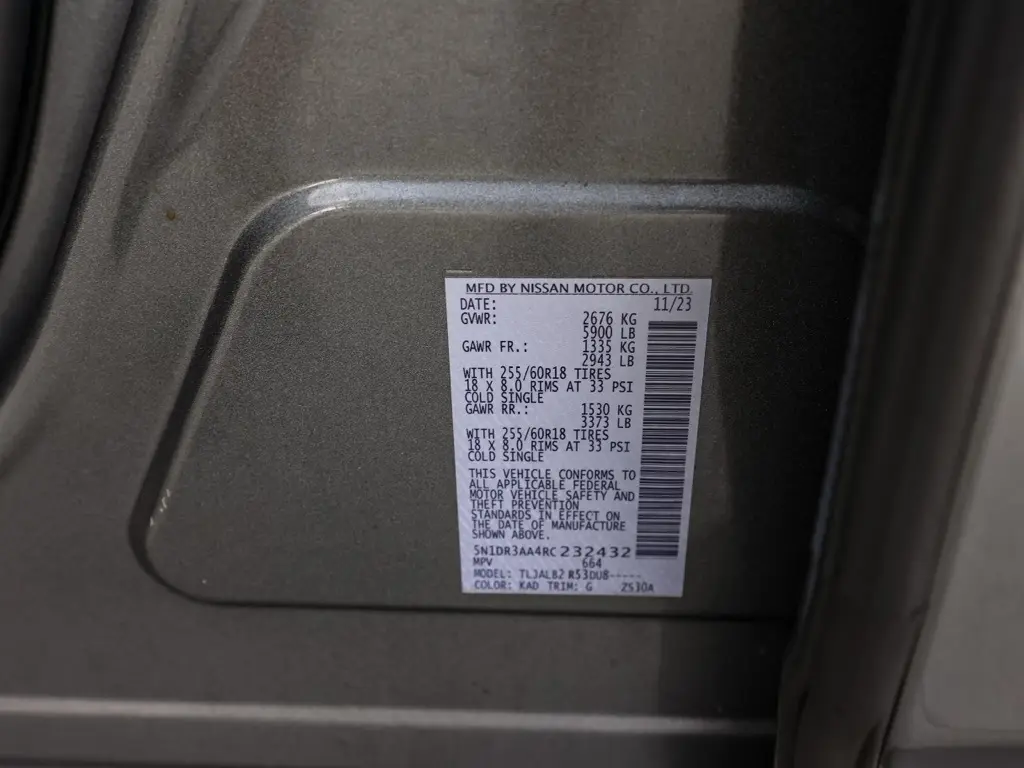 MFD BY NISSAN MOTOR CO., LTD.
DATE: 11/23
GVWR: 2676 KG
5900 LB
GAWR FR.: 1335 KG
2943 LB
WITH 255/60R18 TIRES
18 X 8.0 RIMS AT 33 PSI
COLD SINGLE
GAWR RR.: 1530 KG
3373 LB
WITH 255/60R18 TIRES
18 X 8.0 RIMS AT 33 PSI
COLD SINGLE
THIS VEHICLE CONFORMS TO
ALL APPLICABLE FEDERAL
MOTOR VEHICLE SAFETY AND
THEFT PREVENTION
STANDARDS IN EFFECT ON
THE DATE OF MANUFACTURE
SHOWN ABOVE.
5N1DR3AA4RC232432
MPV 664
MODEL: TLJALB2 R53DU8-----
COLOR: KAD TRIM: G 2S30A